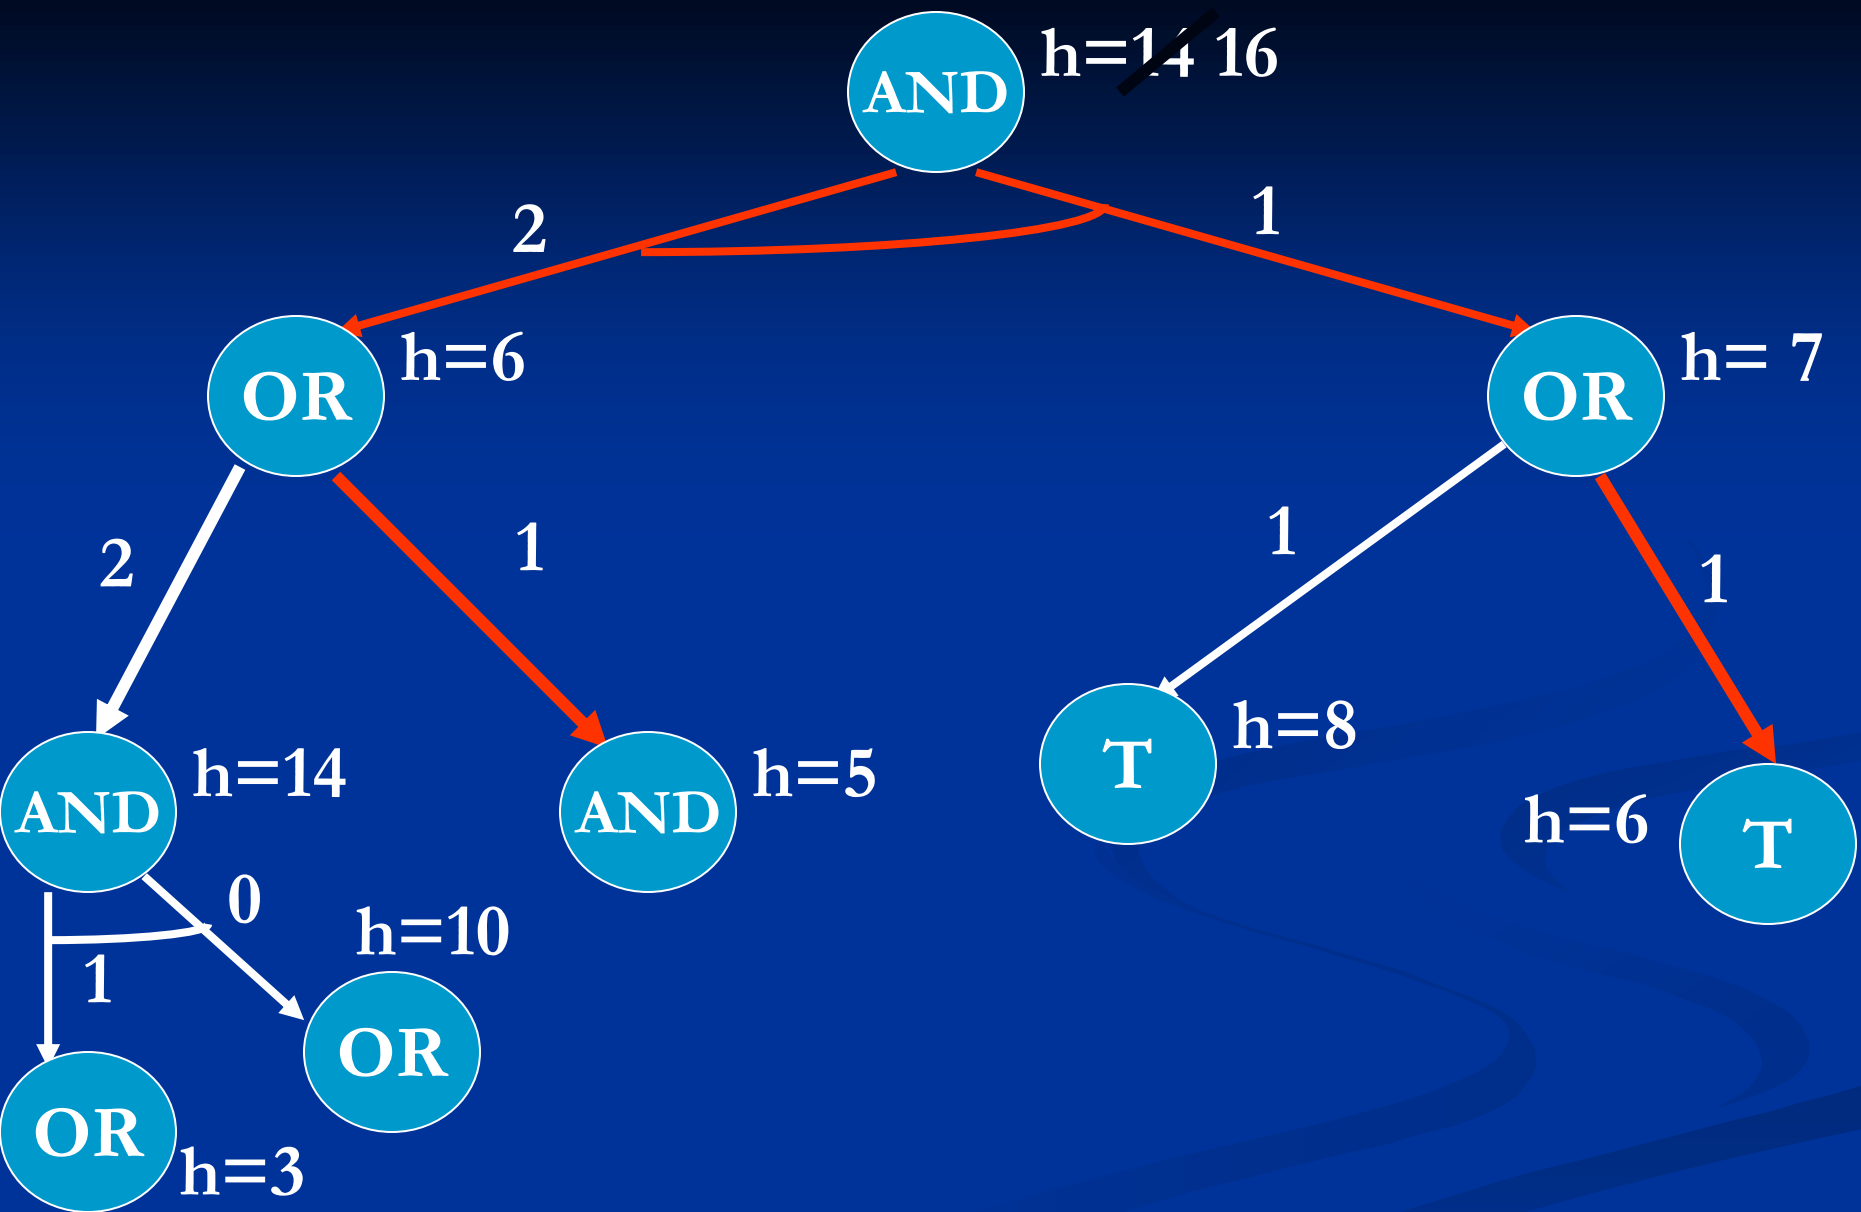 AND
h=14 16
2
1
OR
h=6
OR
h= 7
2
1
1
1
AND
h=14
AND
h=5
T
h=8
h=6
T
0
1
h=10
OR
OR
h=3